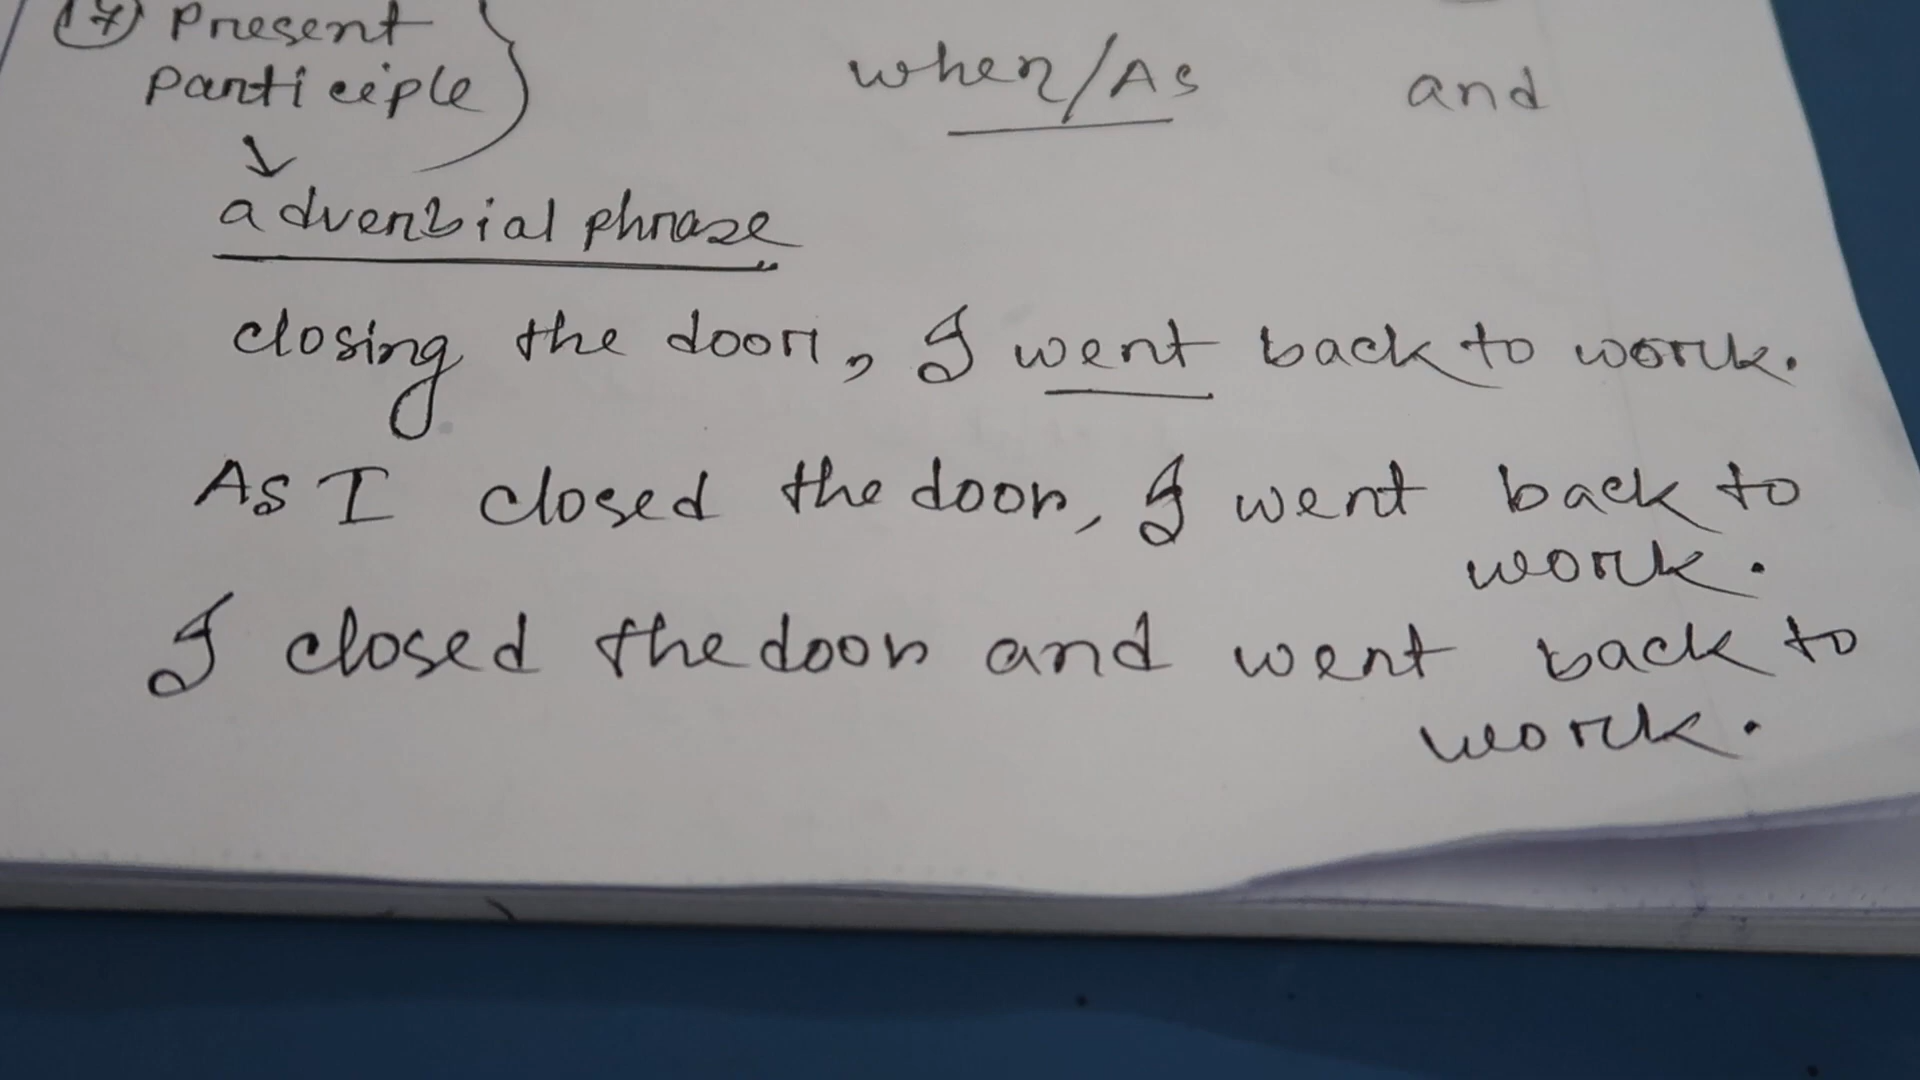 (7) Present
participle
when/As and
↓
adverbial phrase
closing the door, I went back to work.
As I closed the door, I went back to
work.
I closed the door and went back to
work.